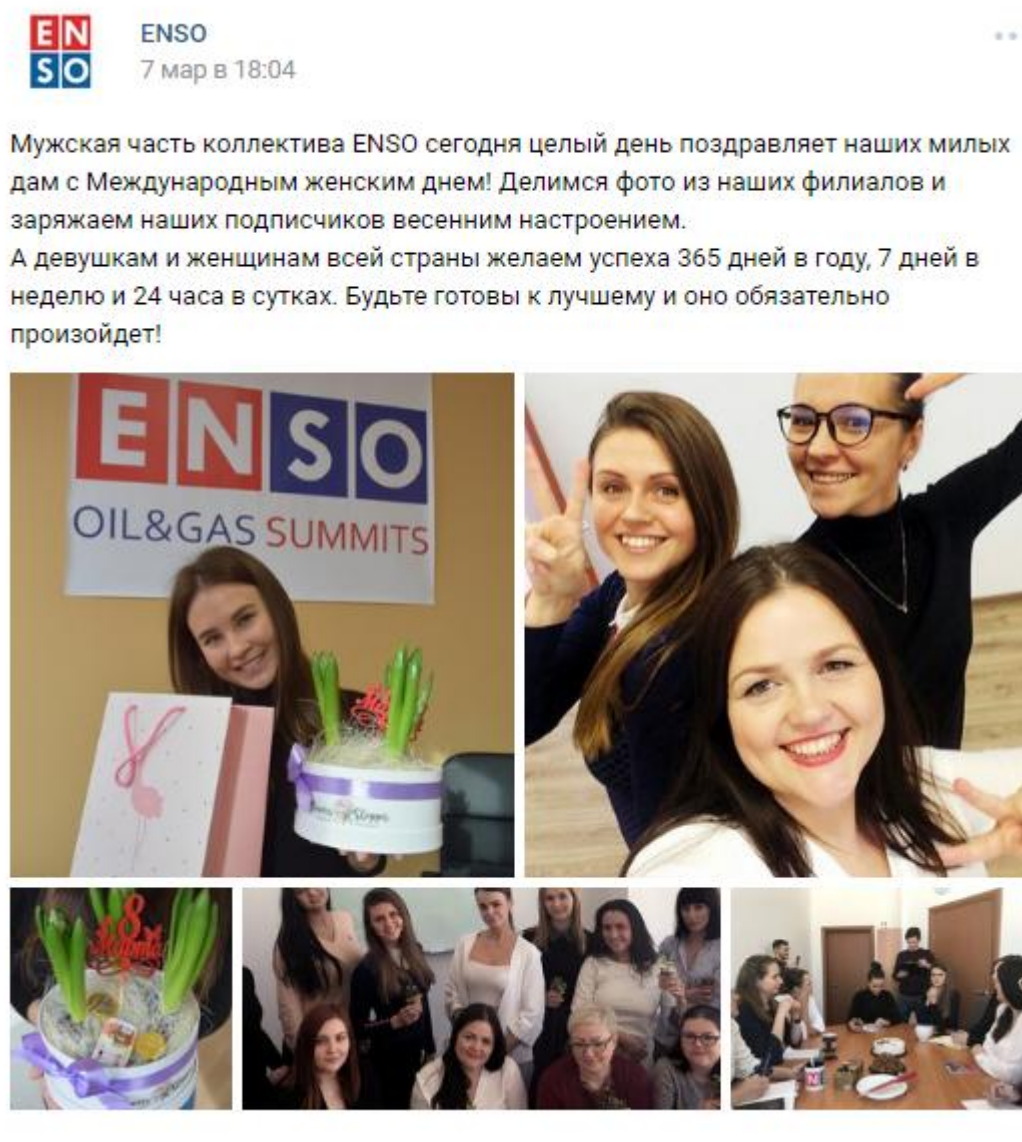 EN
SO
ENSO
7 мар в 18:04
Мужская часть коллектива ENSO сегодня целый день поздравляет наших милых
дам с Международным женским днем! Делимся фото из наших филиалов и
заряжаем наших подписчиков весенним настроением.
А девушкам и женщинам всей страны желаем успеха 365 дней в году, 7 дней в
неделю и 24 часа в сутках. Будьте готовы к лучшему и оно обязательно
произойдет!
ENSO
OIL&GAS SUMMITS
8
Марта
N